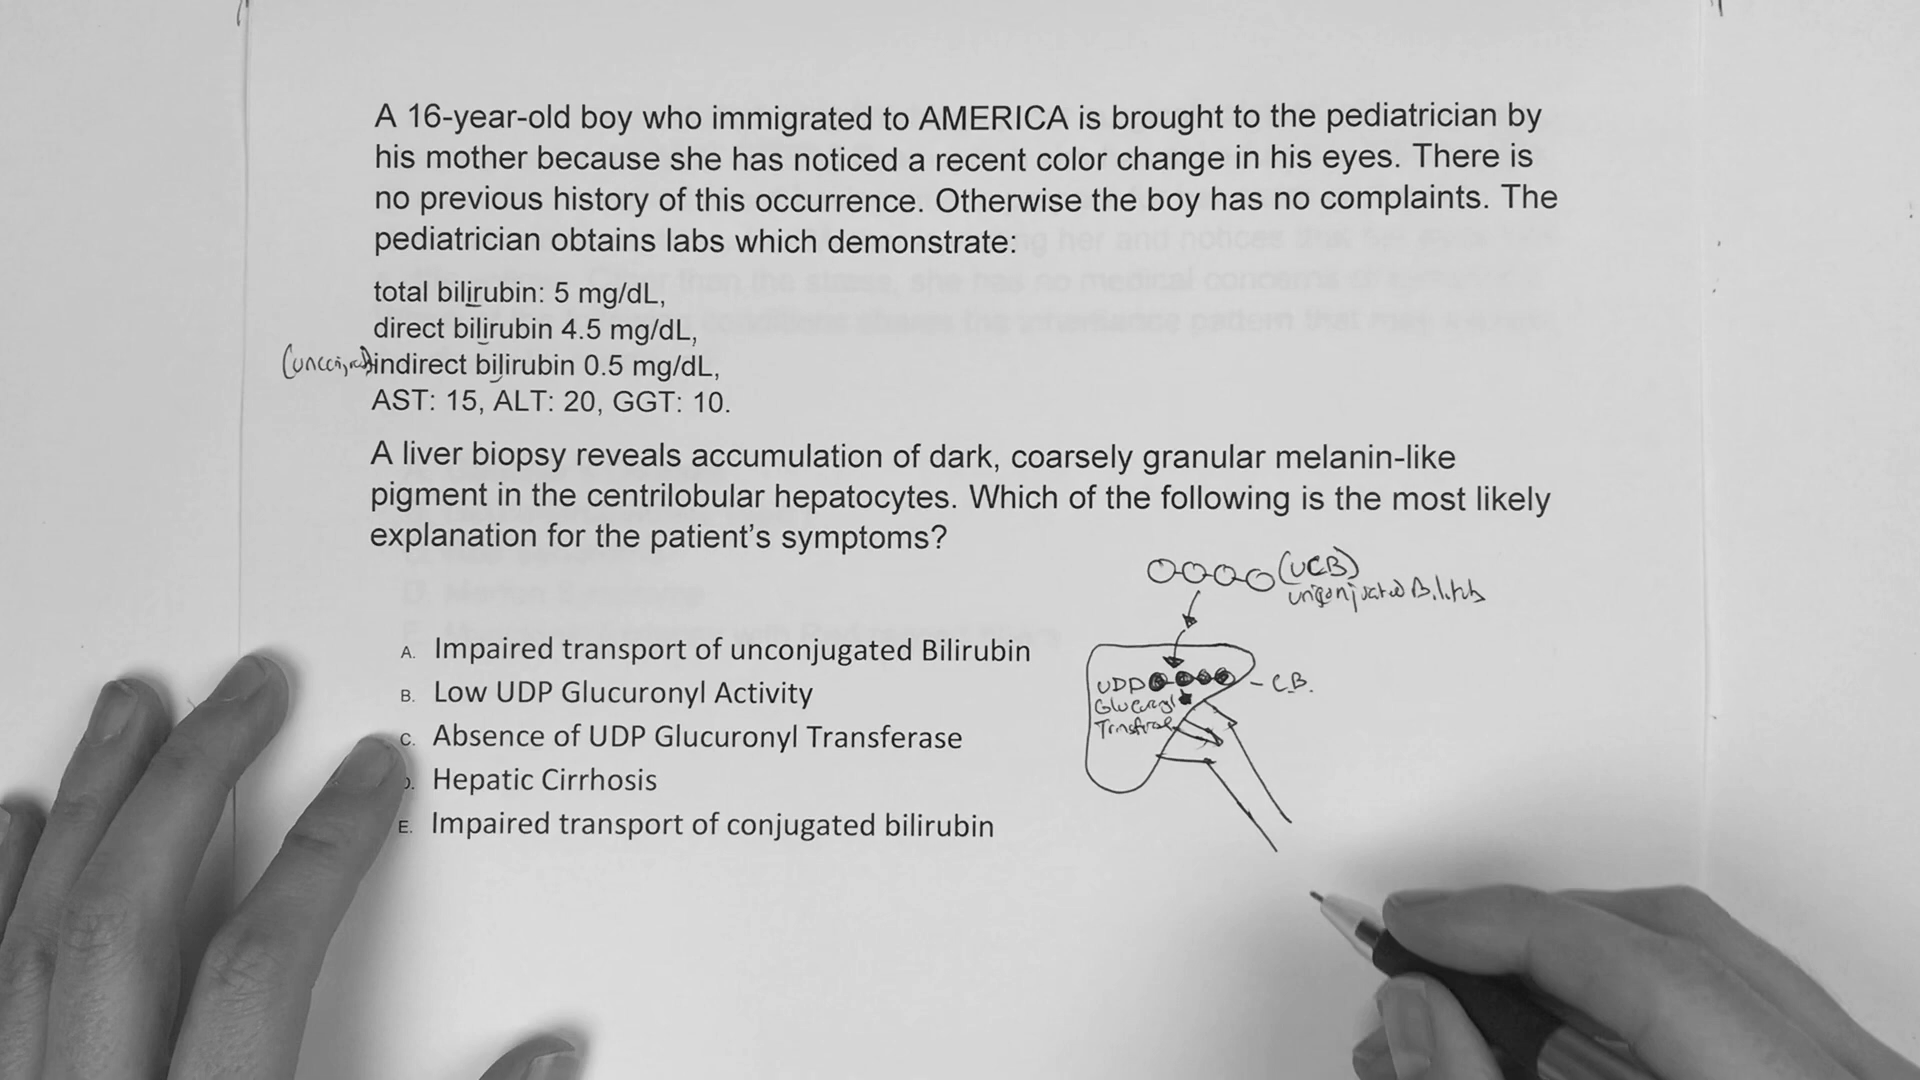 A 16-year-old boy who immigrated to AMERICA is brought to the pediatrician by
his mother because she has noticed a recent color change in his eyes. There is
no previous history of this occurrence. Otherwise the boy has no complaints. The
pediatrician obtains labs which demonstrate:
total bilirubin: 5 mg/dL,
direct bilirubin 4.5 mg/dL,
indirect bilirubin 0.5 mg/dL,
AST: 15, ALT: 20, GGT: 10.
A liver biopsy reveals accumulation of dark, coarsely granular melanin-like
pigment in the centrilobular hepatocytes. Which of the following is the most likely
explanation for the patient's symptoms?
(UCB)
A. Impaired transport of unconjugated Bilirubin
B. Low UDP Glucuronyl Activity
C. Absence of UDP Glucuronyl Transferase
Hepatic Cirrhosis
E. Impaired transport of conjugated bilirubin
UDP
C.B.